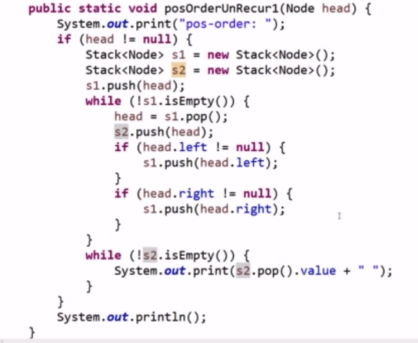 public static void posOrderUnRecur1(Node head) {
    System.out.print("pos-order: ");
    if (head != null) {
        Stack<Node> s1 = new Stack<Node>();
        Stack<Node> s2 = new Stack<Node>();
        s1.push(head);
        while (!s1.isEmpty()) {
            head = s1.pop();
            s2.push(head);
            if (head.left != null) {
                s1.push(head.left);
            }
            if (head.right != null) {
                s1.push(head.right);
            }
        }
        while (!s2.isEmpty()) {
            System.out.print(s2.pop().value + " ");
        }
    }
    System.out.println();
}